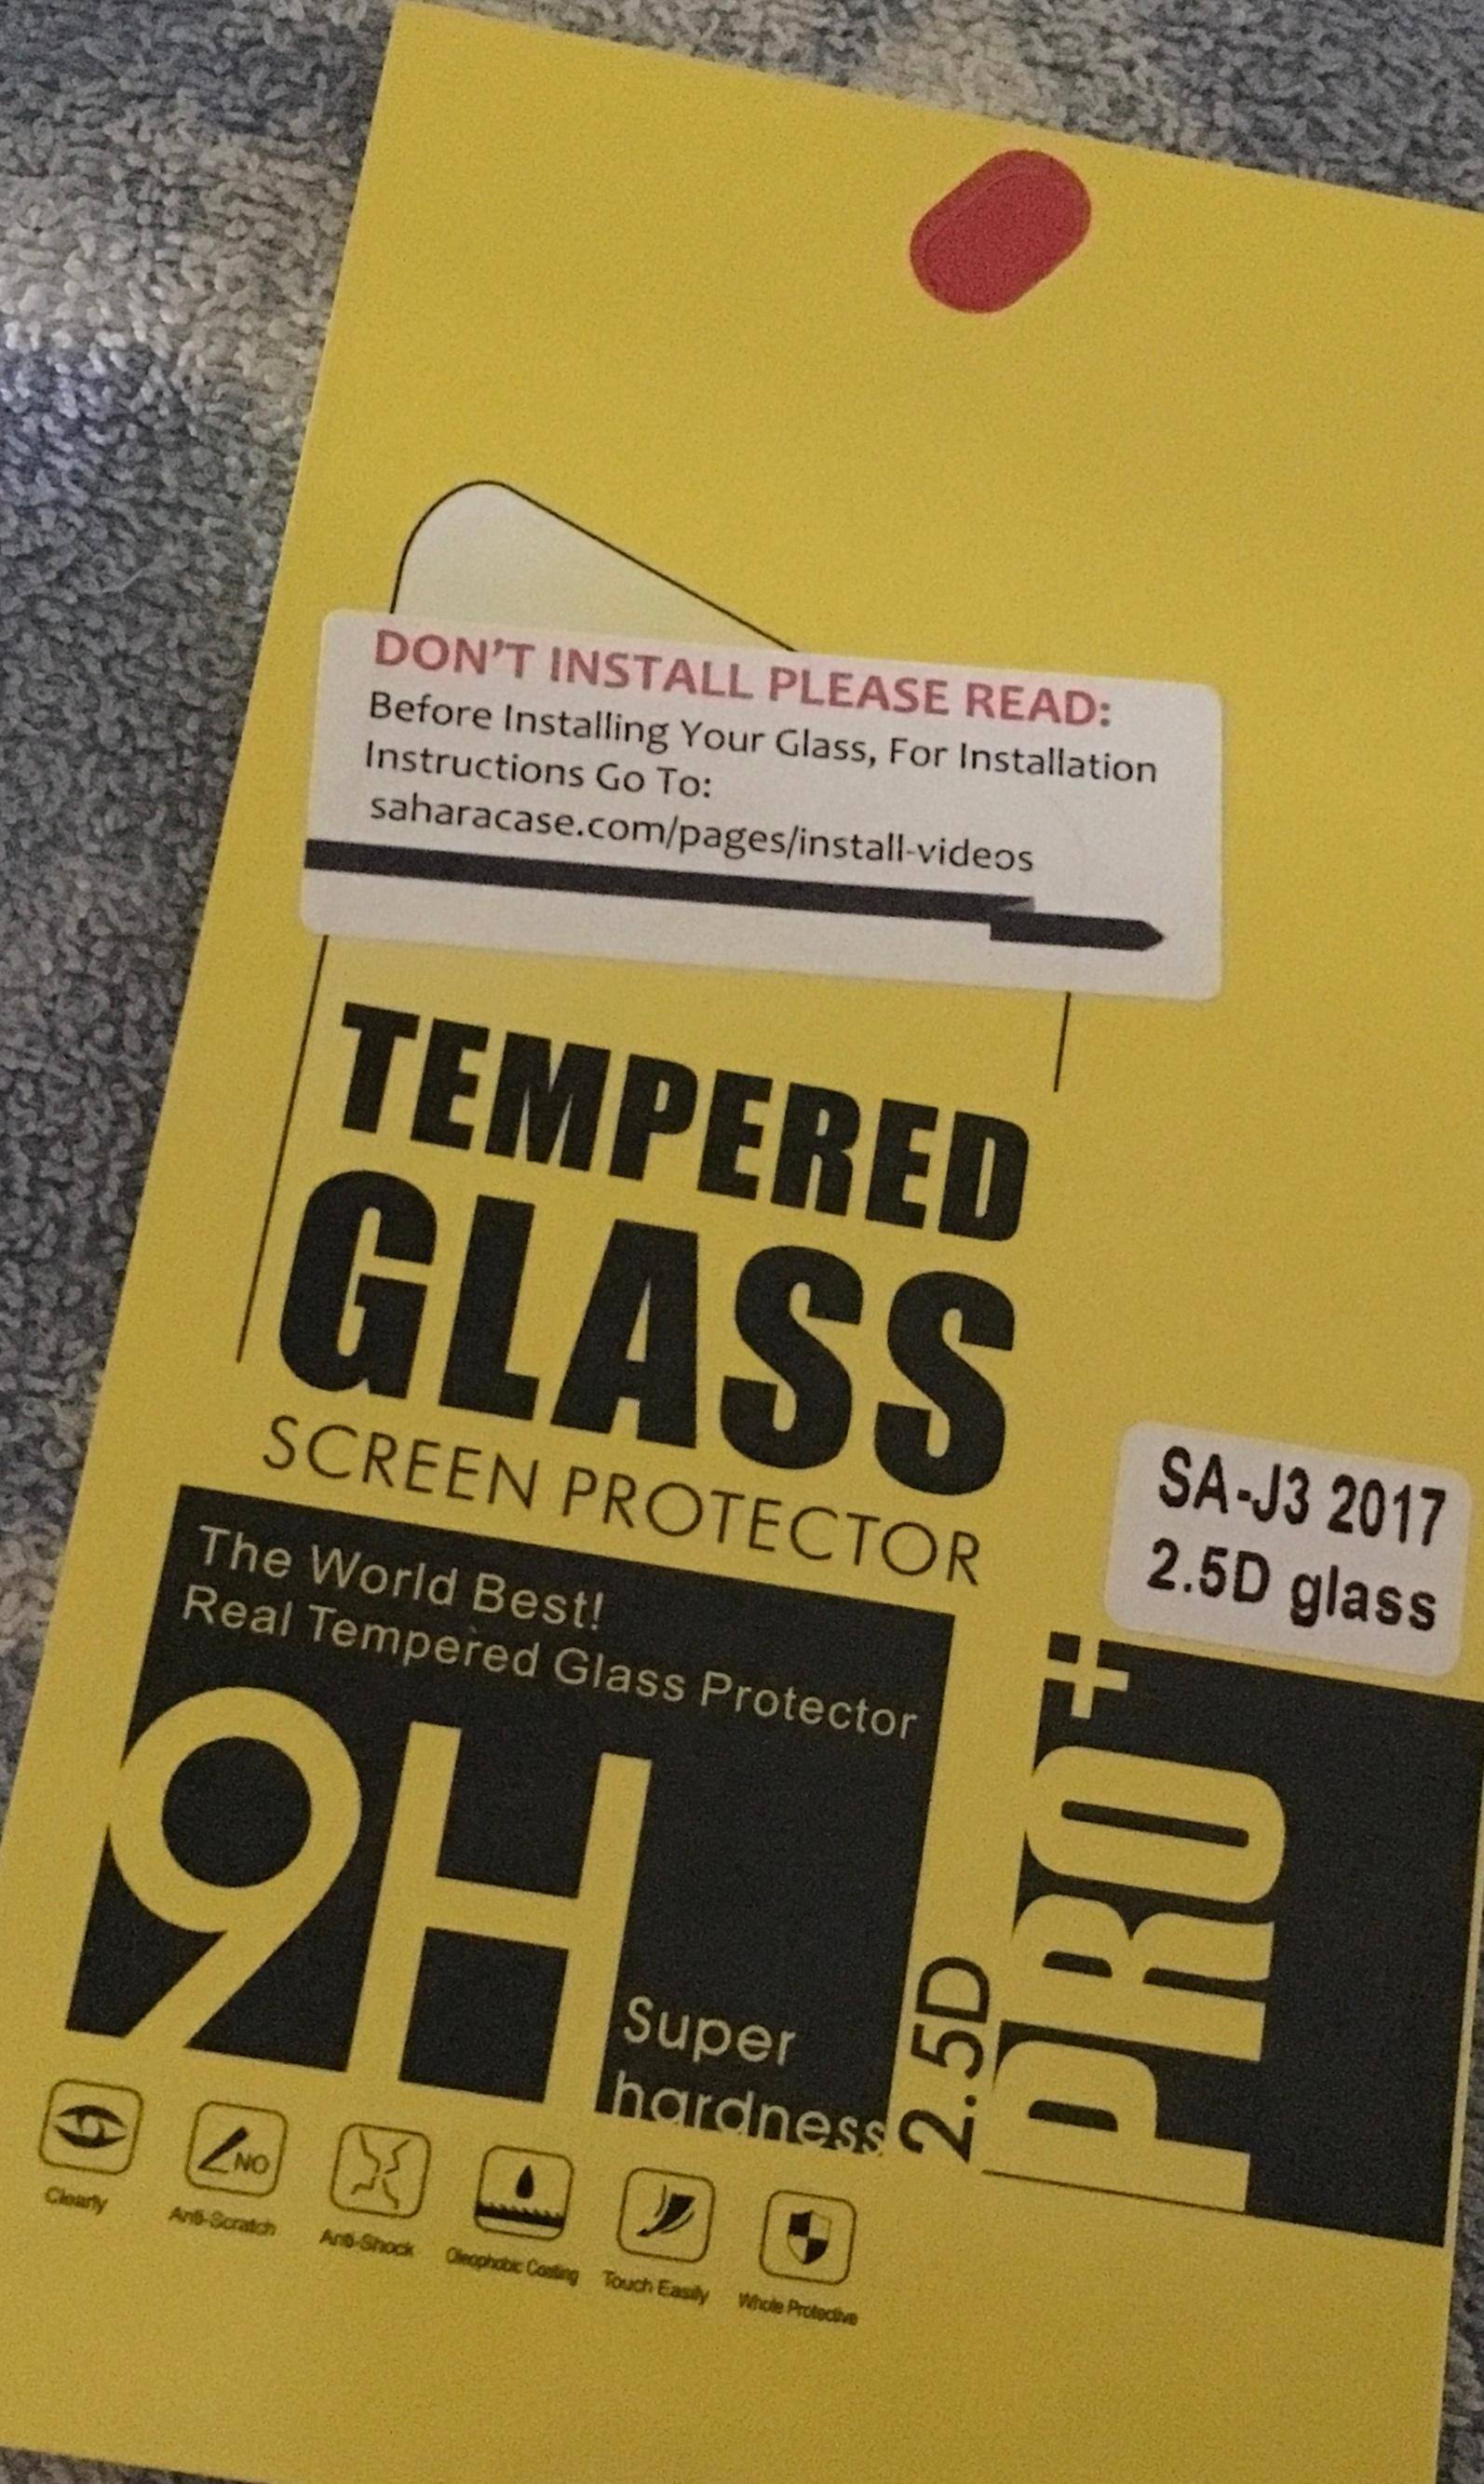 DON'T INSTALL PLEASE READ:
Before Installing Your Glass, For Installation
Instructions Go To:
saharacase.com/pages/install-videos
TEMPERED
GLASS
SCREEN PROTECTOR
SA-J3 2017
2.5D glass
The World Best!
Real Tempered Glass Protector
9H
Super
hardness
2.5D
PRO+
NO
Clearly
Anti-Scratch
Anti-Shock
Oleophobic Coating
Touch Easily
Whole Protective